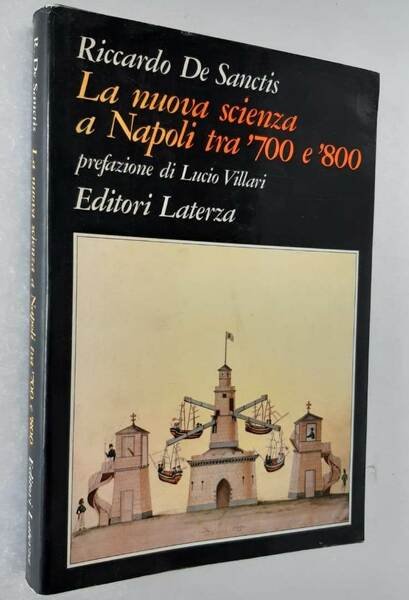 Riccardo De Sanctis
La nuova scienza
a Napoli tra '700 e '800
prefazione di Lucio Villari
Editori Laterza
R. De Sanctis La nuova scienza a Napoli tra '700 e '800 Editori Laterza